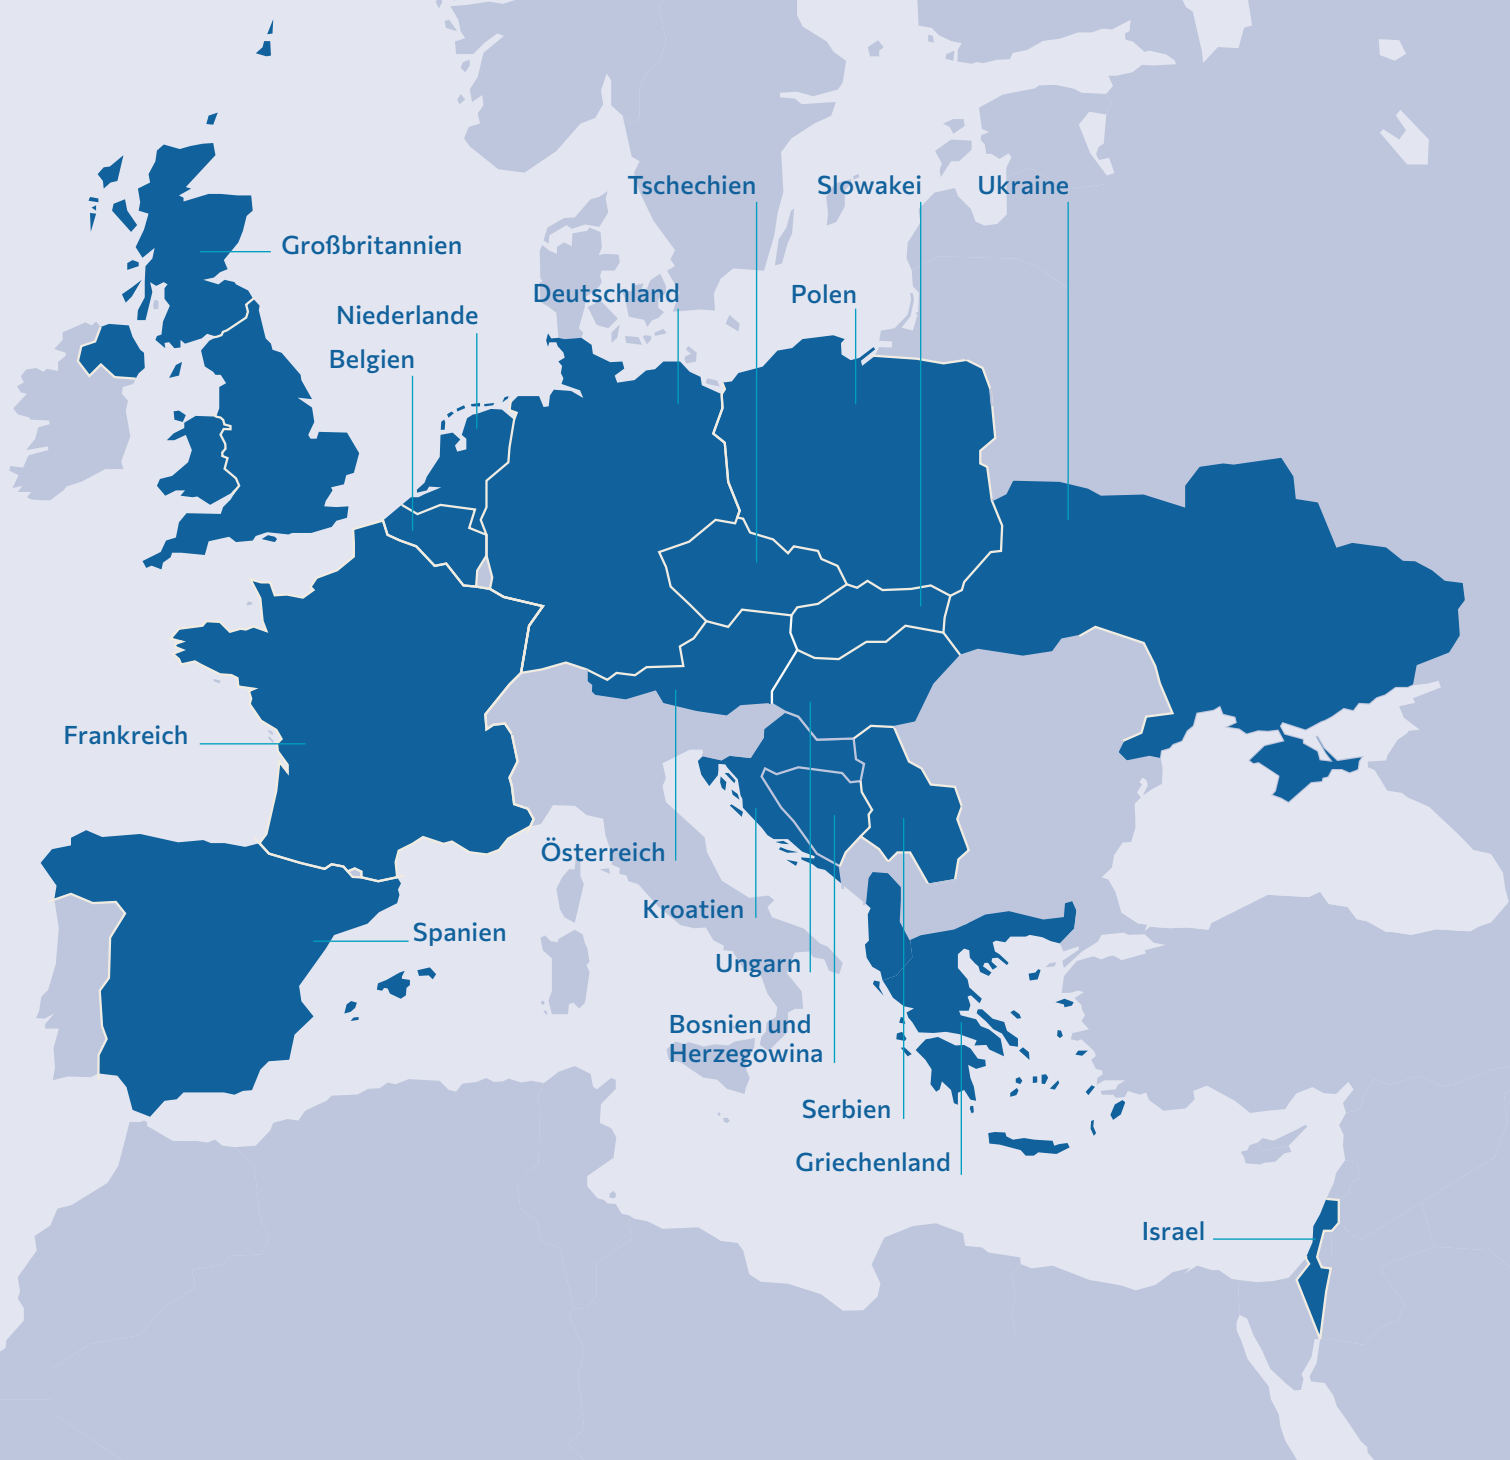 Tschechien
Slowakei
Ukraine
Großbritannien
Deutschland
Polen
Niederlande
Belgien
Frankreich
Österreich
Kroatien
Spanien
Ungarn
Bosnien und
Herzegowina
Serbien
Griechenland
Israel